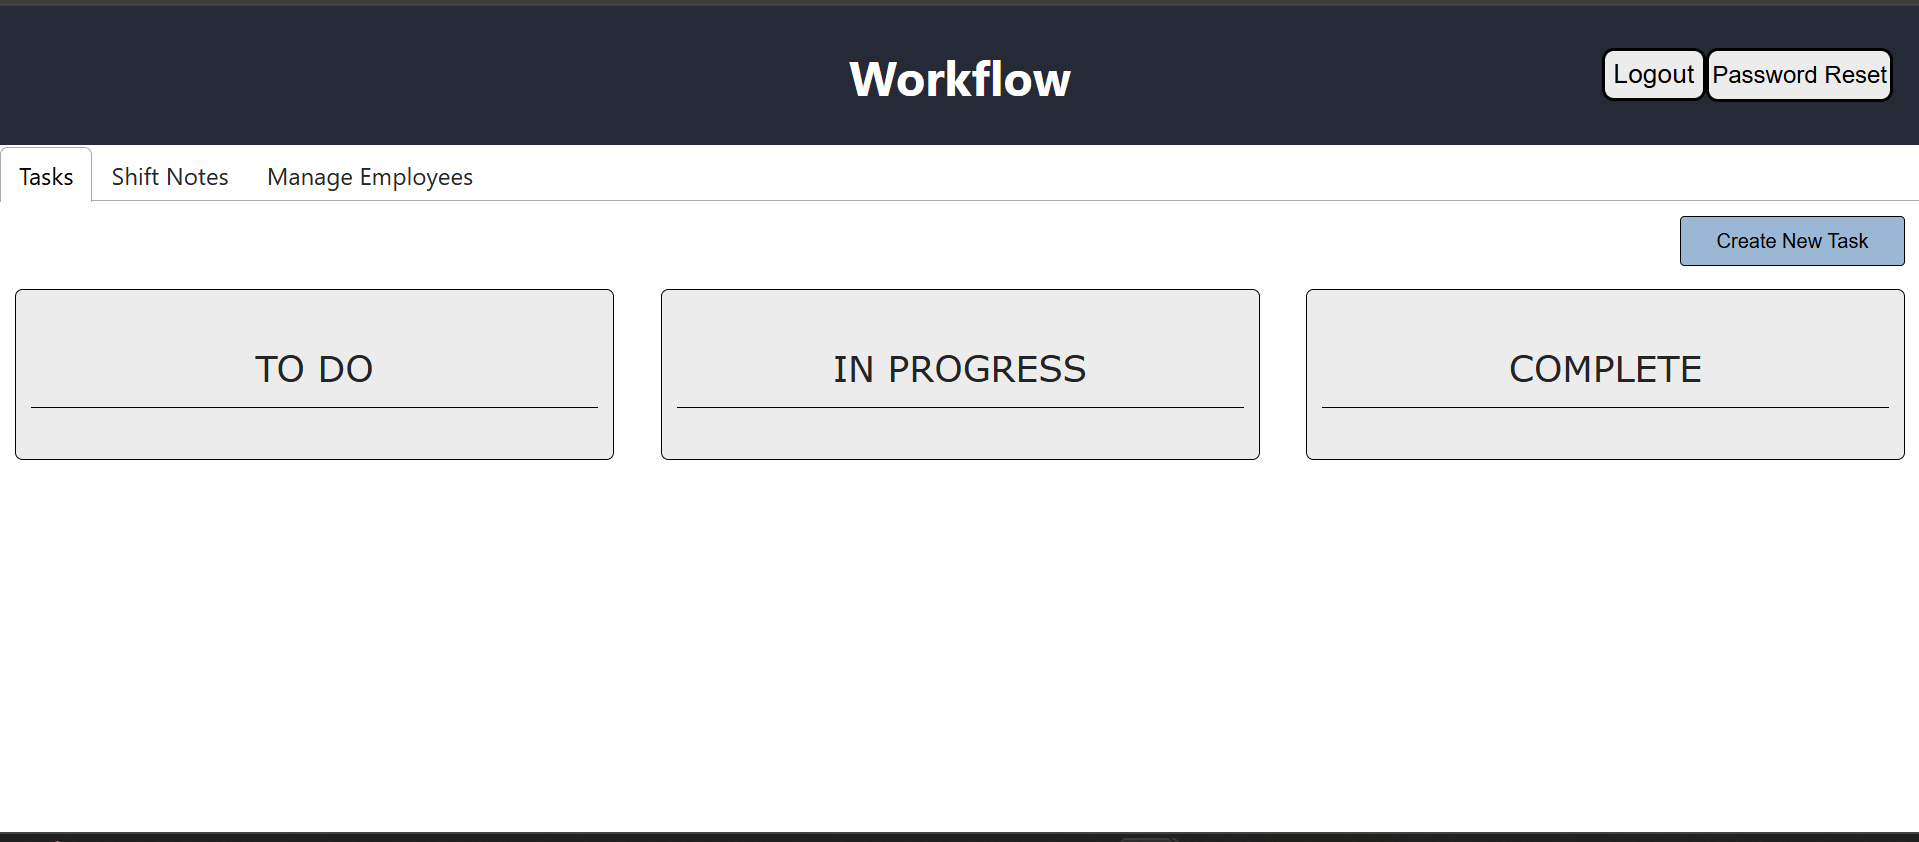 Workflow
Logout
Password Reset
Tasks
Shift Notes
Manage Employees
Create New Task
TO DO
IN PROGRESS
COMPLETE